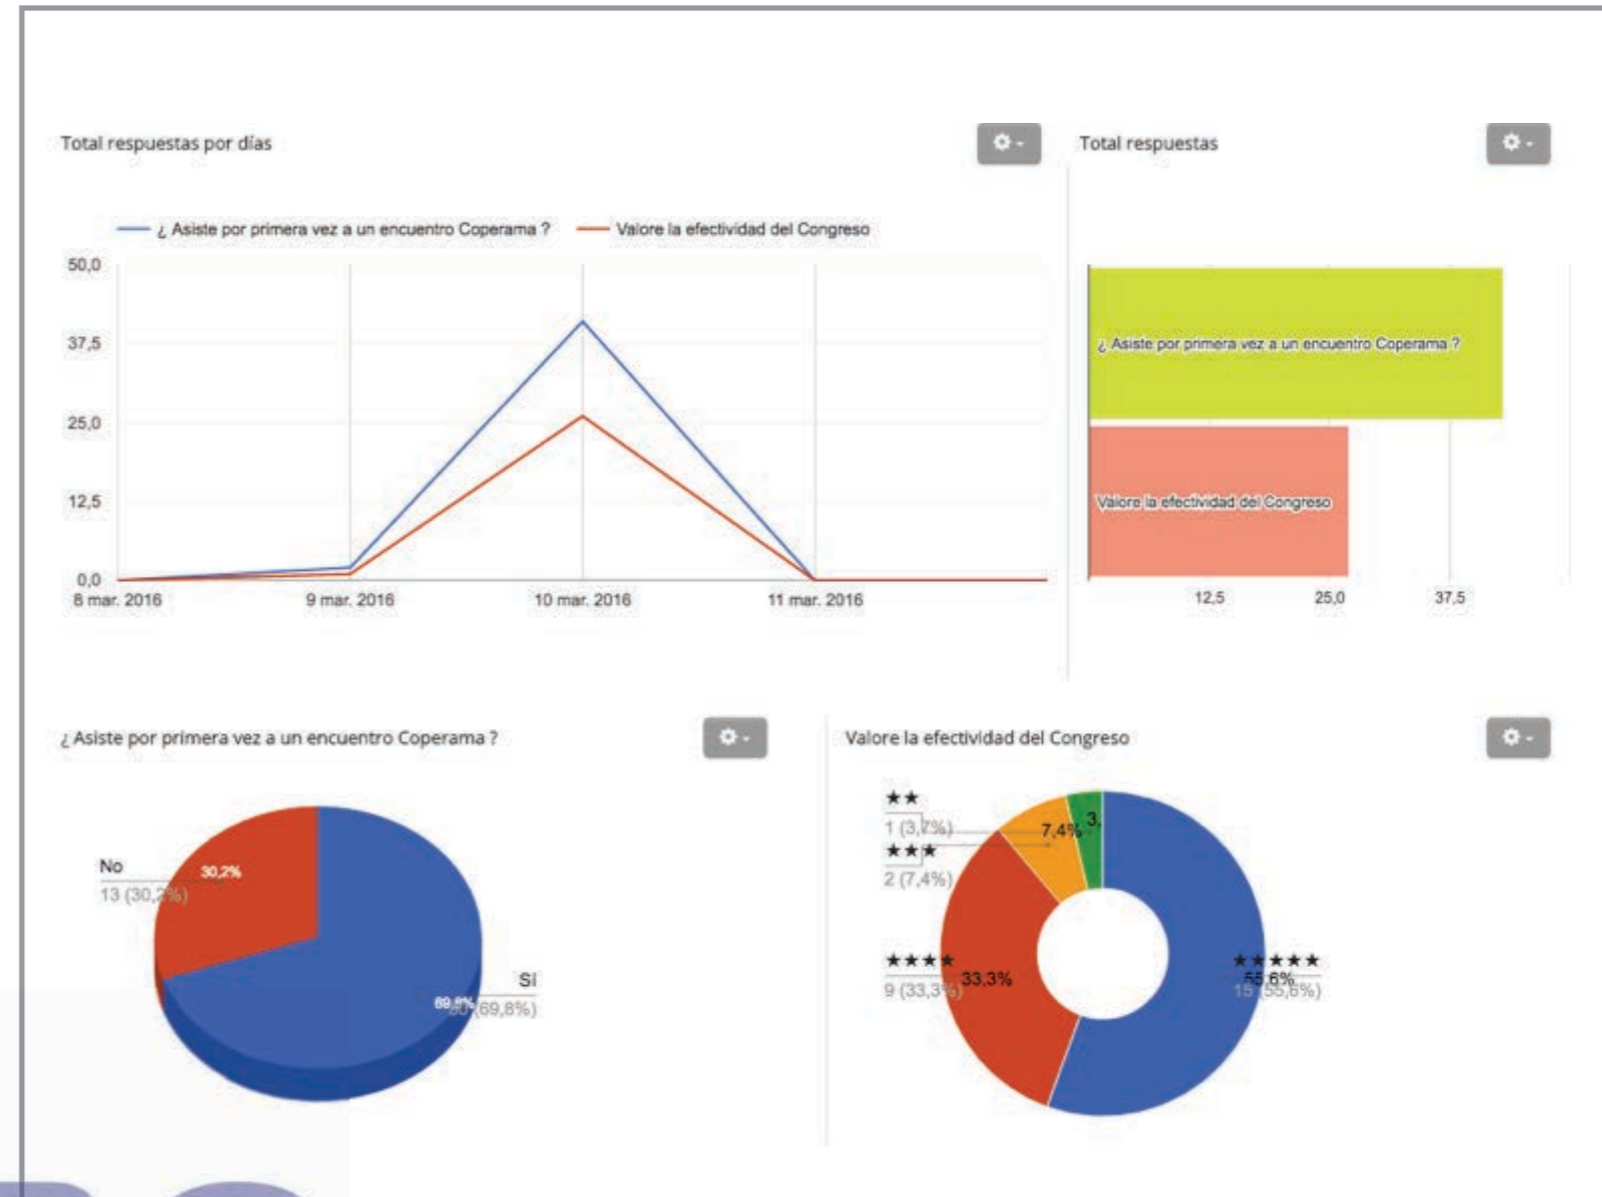 Total respuestas por días
Total respuestas
¿ Asiste por primera vez a un encuentro Coperama ?
Valore la efectividad del Congreso
50,0
37,5
25,0
12,5
0,0
8 mar. 2016
9 mar. 2016
10 mar. 2016
11 mar. 2016
¿ Asiste por primera vez a un encuentro Coperama ?
Valore la efectividad del Congreso
12,5
25,0
37,5
¿ Asiste por primera vez a un encuentro Coperama ?
No
13 (30,2%)
30,2%
Sí
69,8%
(69,8%)
Valore la efectividad del Congreso
★★
1 (3,7%)
★★★
2 (7,4%)
7,4%
3,
★★★★
9 (33,3%)
33,3%
★★★★★
55,6%
15 (55,6%)